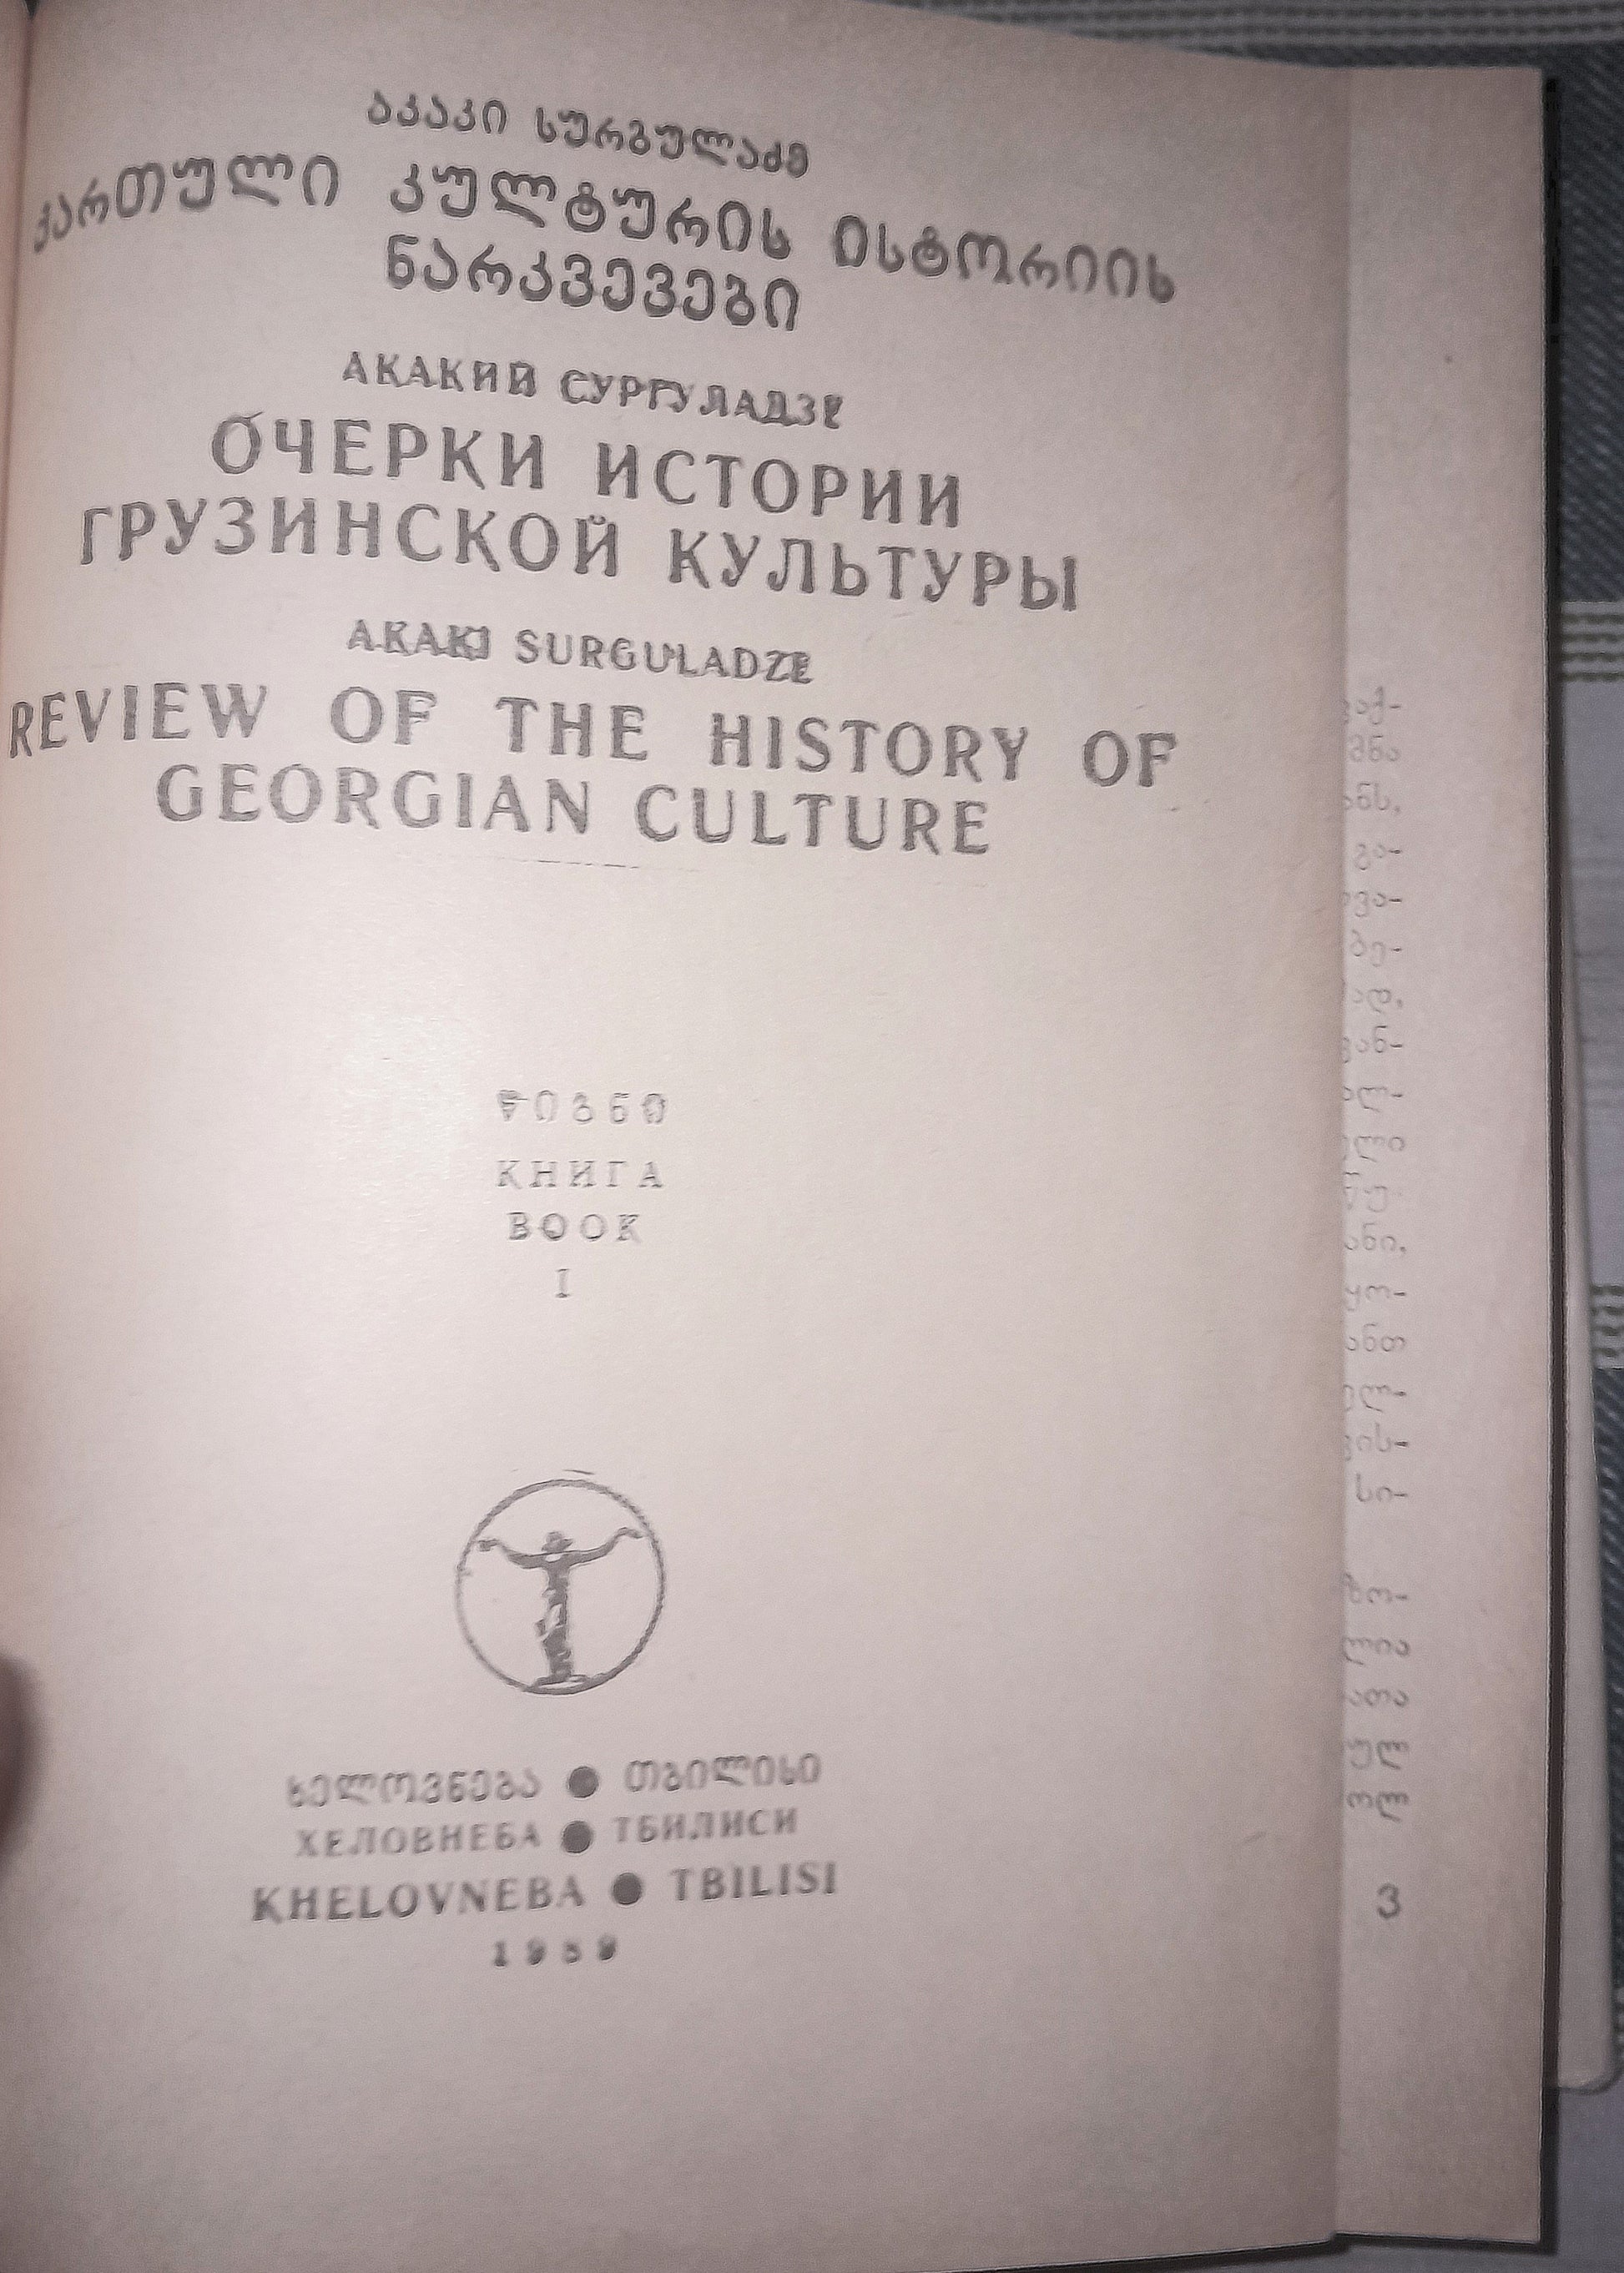 აკაკი სურგულაძე
ქართული კულტურის ისტორიის
ნარკვევები
АКАКИЙ СУРГУЛАДЗЕ
ОЧЕРКИ ИСТОРИИ
ГРУЗИНСКОЙ КУЛЬТУРЫ
AKAKI SURGULADZE
REVIEW OF THE HISTORY OF
GEORGIAN CULTURE
წიგნი
КНИГА
BOOK
I
ხელოვნება ● თბილისი
ХЕЛОВНЕБА ● ТБИЛИСИ
KHELOVNEBA ● TBILISI
1989
3